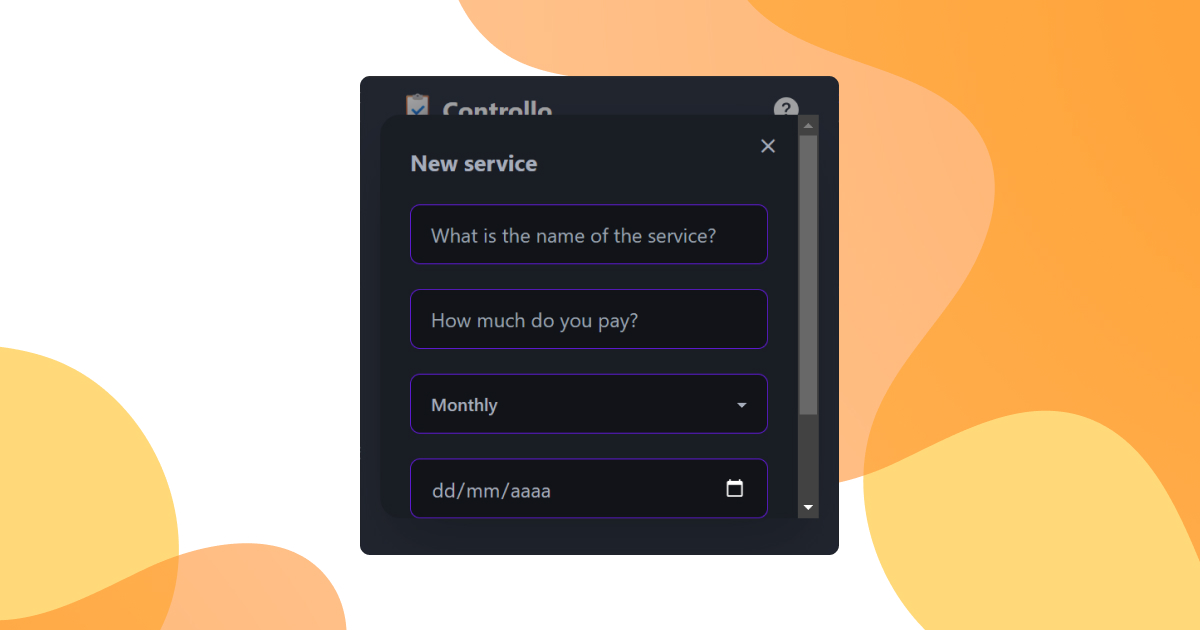 Controllo
?
New service
What is the name of the service?
How much do you pay?
Monthly
dd/mm/aaaa